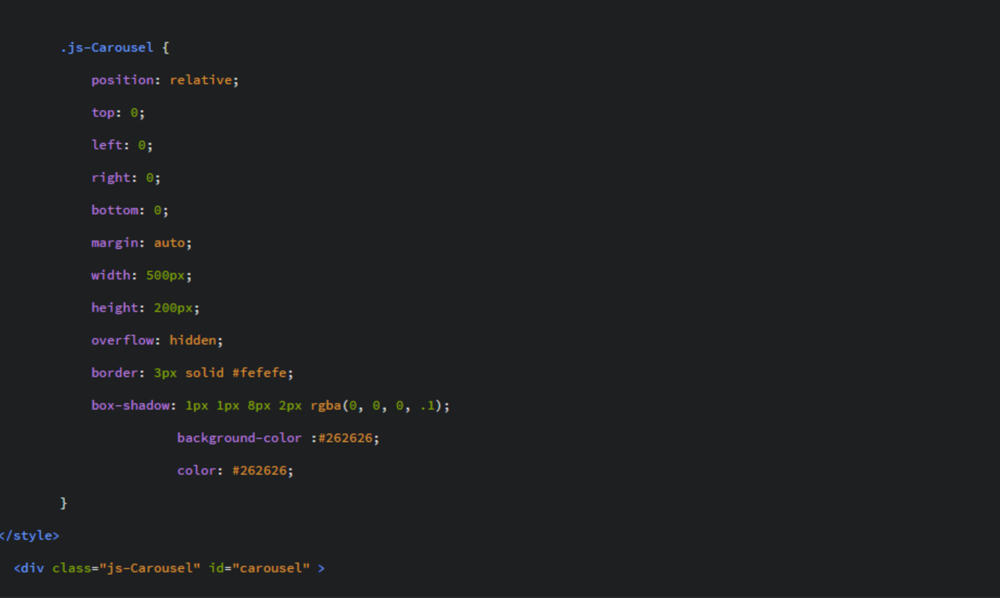 .js-Carousel {
position: relative;
top: 0;
left: 0;
right: 0;
bottom: 0;
margin: auto;
width: 500px;
height: 200px;
overflow: hidden;
border: 3px solid #fefefe;
box-shadow: 1px 1px 8px 2px rgba(0, 0, 0, .1);
background-color :#262626;
color: #262626;
}
</style>
<div class="js-Carousel" id="carousel" >